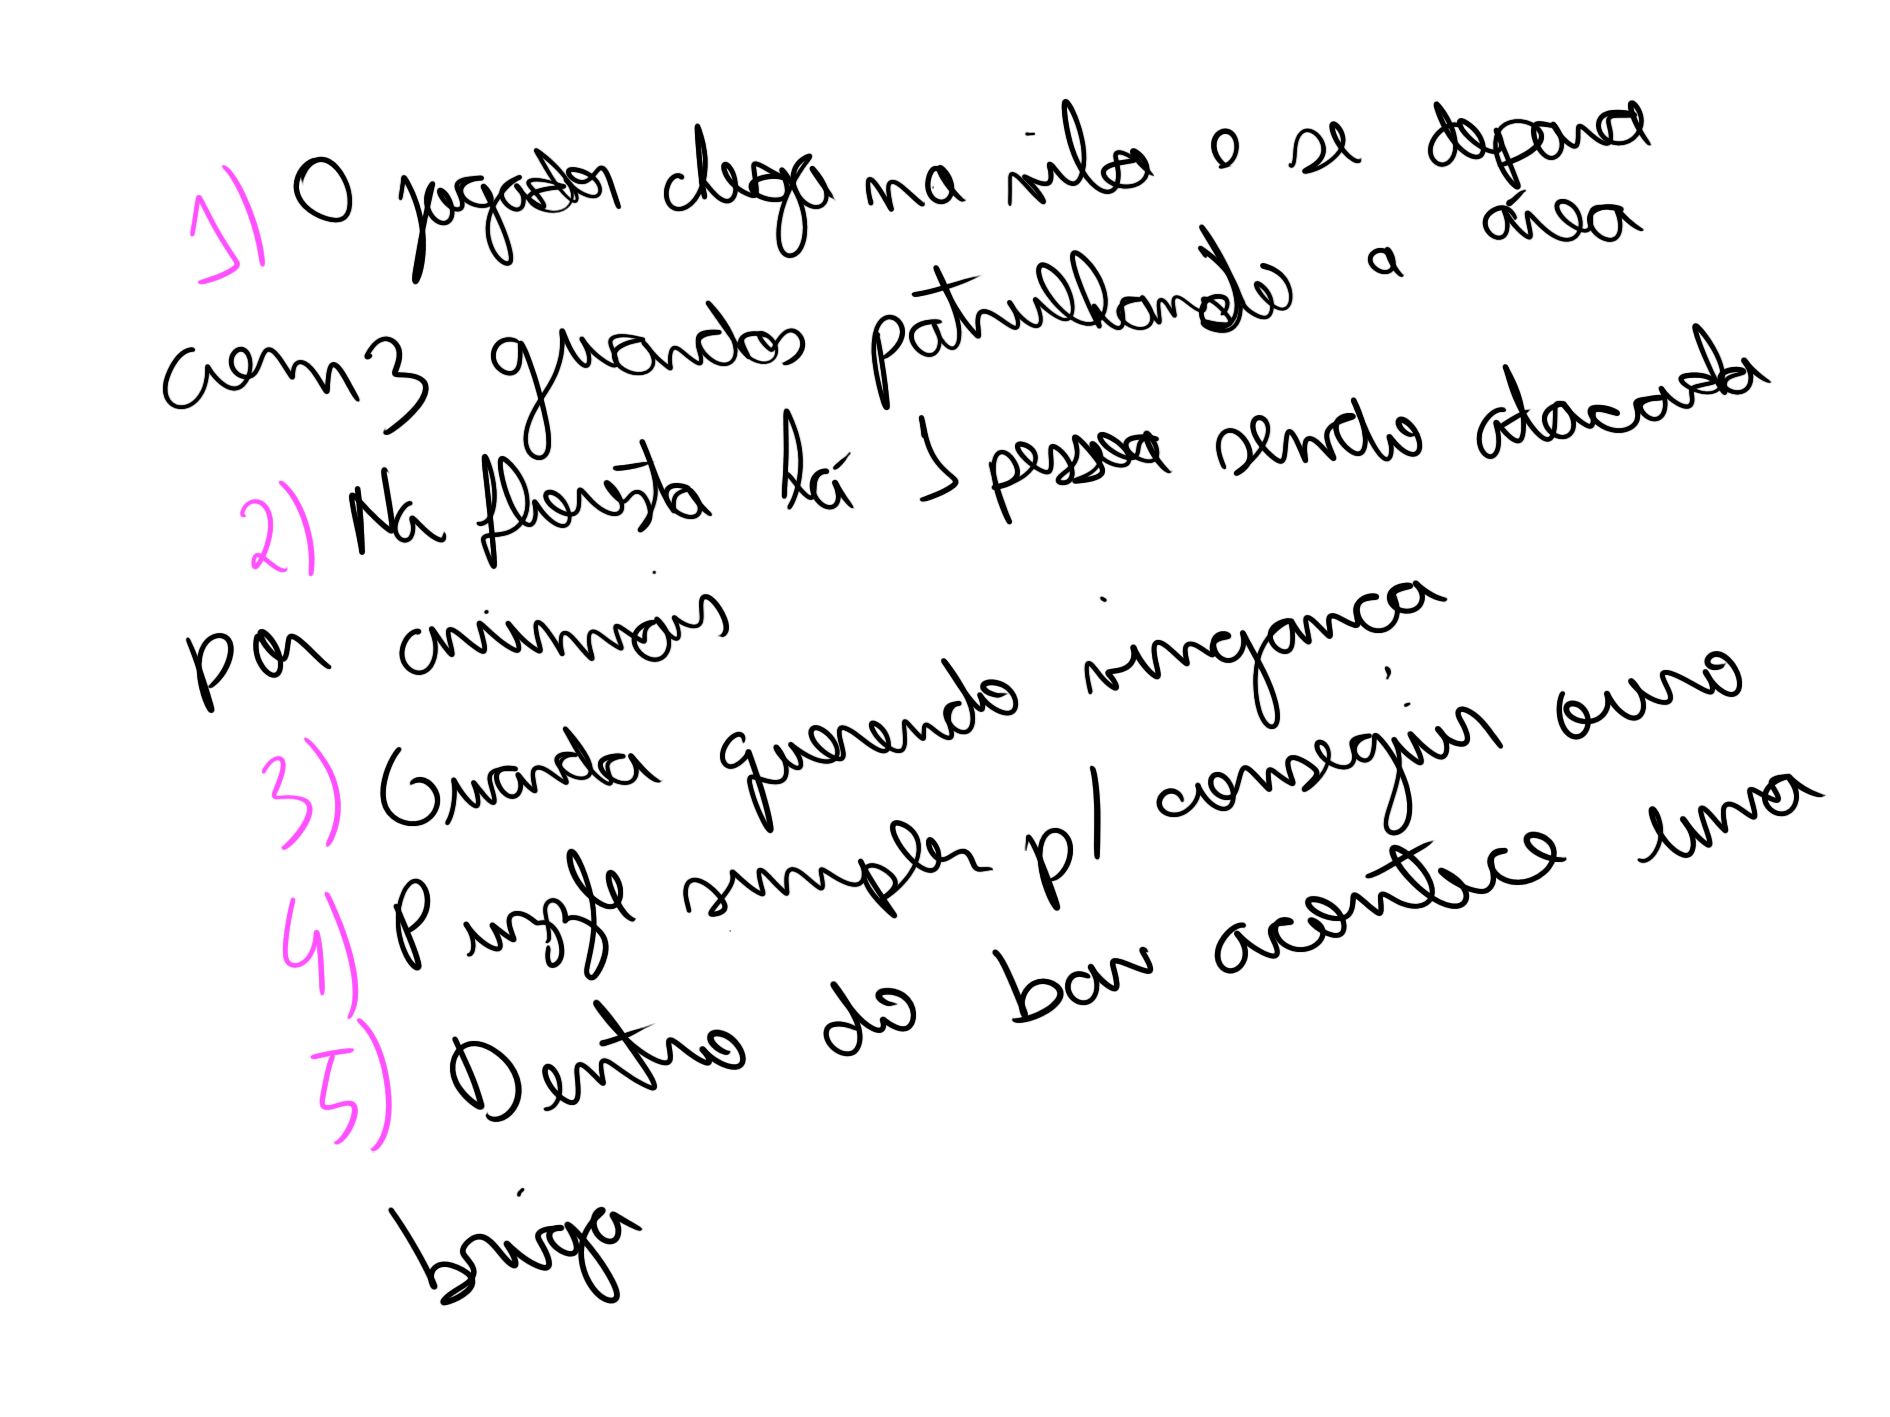 1) O jogador chega na vila e se depara
com 3 guardas patrulhando a área
2) Na floresta há 1 pessoa sendo atacada
por animais
3) Guarda querendo vingança
4) Puzzle simples p/ conseguir ouro
5) Dentro do bar acontece uma
briga